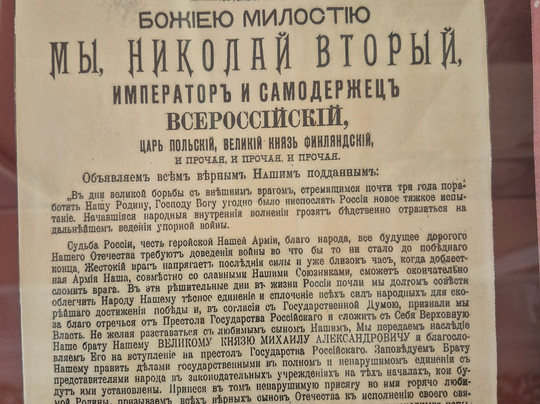 БОЖІЕЮ МИЛОСТІЮ
МЫ, НИКОЛАЙ ВТОРЫЙ,
ИМПЕРАТОРЪ И САМОДЕРЖЕЦЪ
ВСЕРОССІЙСКІЙ,
ЦАРЬ ПОЛЬСКІЙ, ВЕЛИКІЙ КНЯЗЬ ФИНЛЯНДСКІЙ,
И ПРОЧАЯ, И ПРОЧАЯ, И ПРОЧАЯ.
Объявляемъ всѣмъ вѣрнымъ Нашимъ подданнымъ:
„Въ дни великой борьбы съ внѣшнимъ врагомъ, стремящимся почти три года пора-
ботить Нашу Родину, Господу Богу угодно было ниспослать Россіи новое тяжкое испы-
таніе. Начавшіяся народныя внутреннія волненія грозятъ бѣдственно отразиться на
дальнѣйшемъ веденіи упорной войны.
Судьба Россіи, честь геройской Нашей Арміи, благо народа, все будущее дорогого
Нашего Отечества требуютъ доведенія войны во что бы то ни стало до побѣднаго
конца. Жестокій врагъ напрягаетъ послѣднія силы и уже близокъ часъ, когда доблест-
ная Армія Наша, совмѣстно со славными Нашими Союзниками, сможетъ окончательно
сломить врага. Въ эти рѣшительные дни въ жизни Россіи почли мы долгомъ совѣсти
облегчить Народу Нашему тѣсное единеніе и сплоченіе всѣхъ силъ народныхъ для ско-
рѣйшаго достиженія побѣды и, въ согласіи съ Государственной Думою, признали мы
за благо отречься отъ Престола Государства Россійскаго и сложить съ Себя Верховную
Власть. Не желая разставаться съ любимымъ сыномъ Нашимъ, Мы передаемъ наслѣдіе
Наше брату Нашему ВЕЛИКОМУ КНЯЗЮ МИХАИЛУ АЛЕКСАНДРОВИЧУ и благослов-
ляемъ Его на вступленіе на престолъ Государства Россійскаго. Заповѣдуемъ Брату
Нашему править дѣлами государственными въ полномъ и ненарушимомъ единеніи съ
представителями народа въ законодательныхъ учрежденіяхъ на тѣхъ началахъ, кои бу-
дутъ ими установлены. Принеся въ томъ ненарушимую присягу во имя горячо люби-
мой Родины, призываемъ всѣхъ вѣрныхъ сыновъ Отечества къ исполненію своего свя-